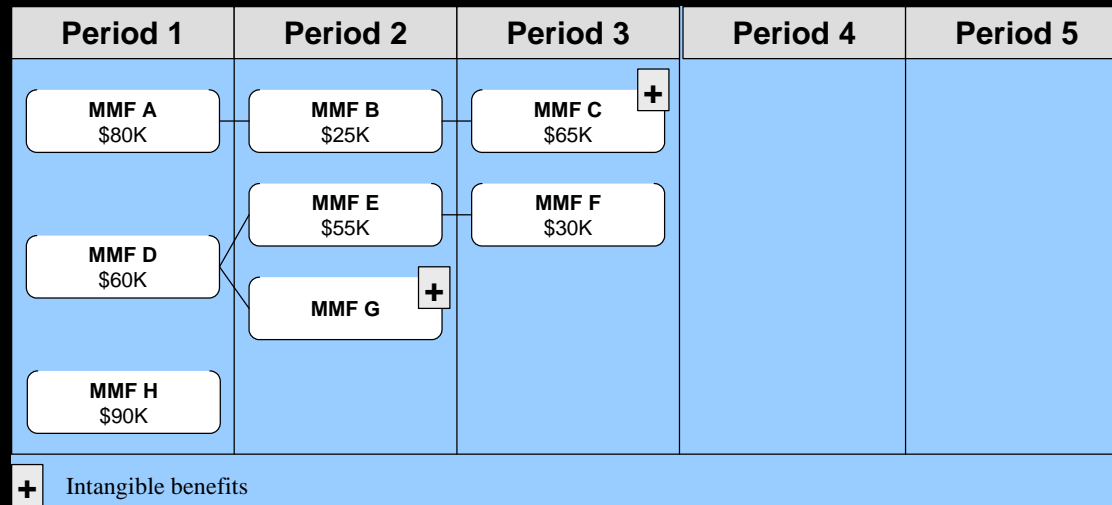 Period 1 Period 2 Period 3 Period 4 Period 5
+
MMF A MMF B MMF C
$80K $25K $65K
MMF E MMF F
$55K $30K
MMF D
$60K
+
MMF G
MMF H
$90K
+ Intangible benefits